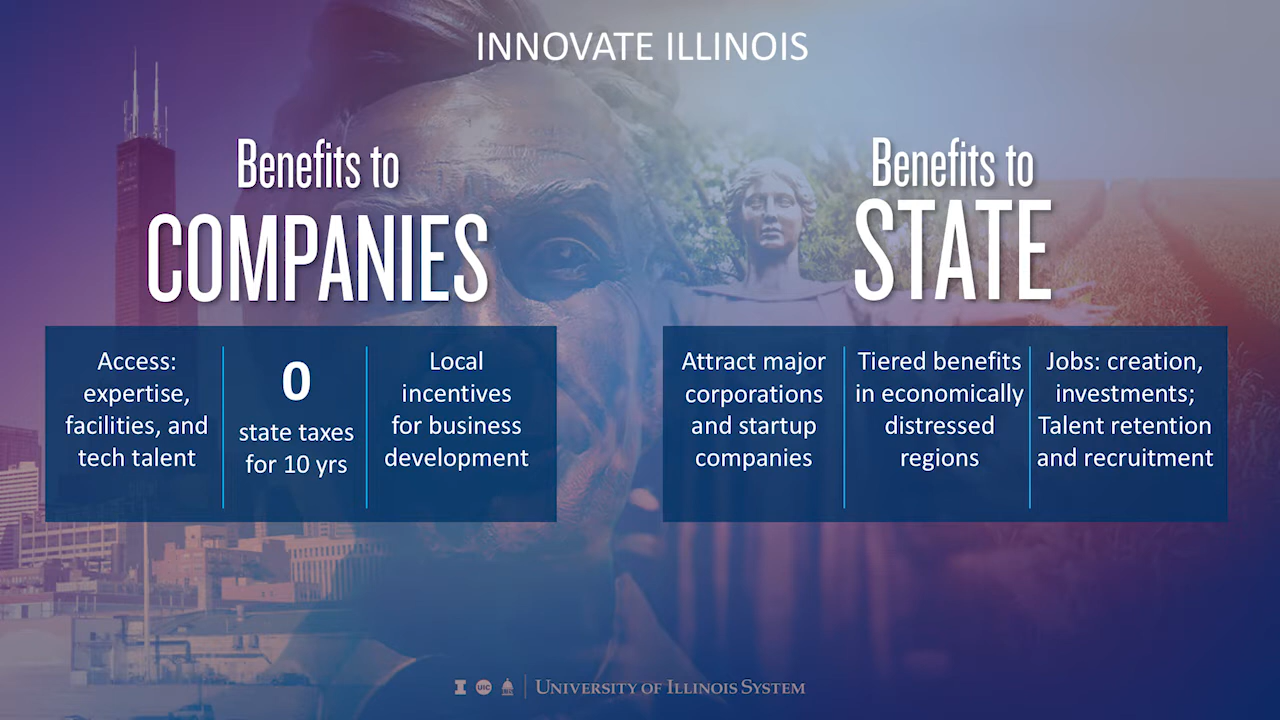 INNOVATE ILLINOIS
Benefits to
COMPANIES
Access:
expertise,
facilities, and
tech talent
0
state taxes
for 10 yrs
Local
incentives
for business
development
Benefits to
STATE
Attract major
corporations
and startup
companies
Tiered benefits
in economically
distressed
regions
Jobs: creation,
investments;
Talent retention
and recruitment
I UIC UNIVERSITY OF ILLINOIS SYSTEM